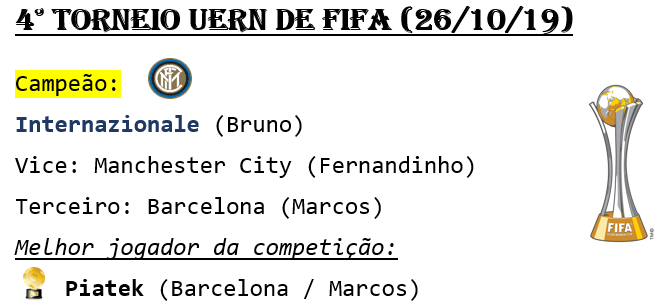 4º TORNEIO UERN DE FIFA (26/10/19)
Campeão:
Internazionale (Bruno)
Vice: Manchester City (Fernandinho)
Terceiro: Barcelona (Marcos)
Melhor jogador da competição:
Piatek (Barcelona / Marcos)
FIFA